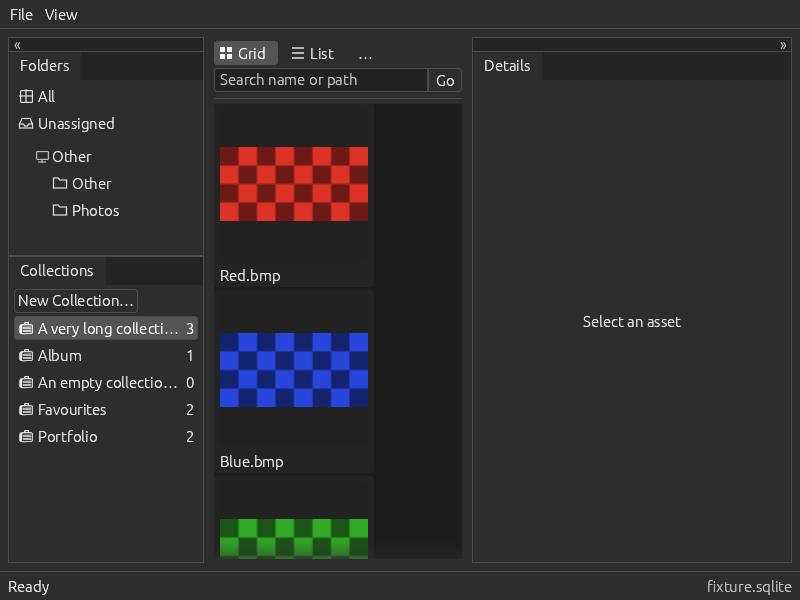 File View
«
Folders
All
Unassigned
Other
Other
Photos
Collections
New Collection…
A very long collecti… 3
Album 1
An empty collectio… 0
Favourites 2
Portfolio 2
Grid List …
Search name or path Go
Red.bmp
Blue.bmp
»
Details
Select an asset
Ready fixture.sqlite